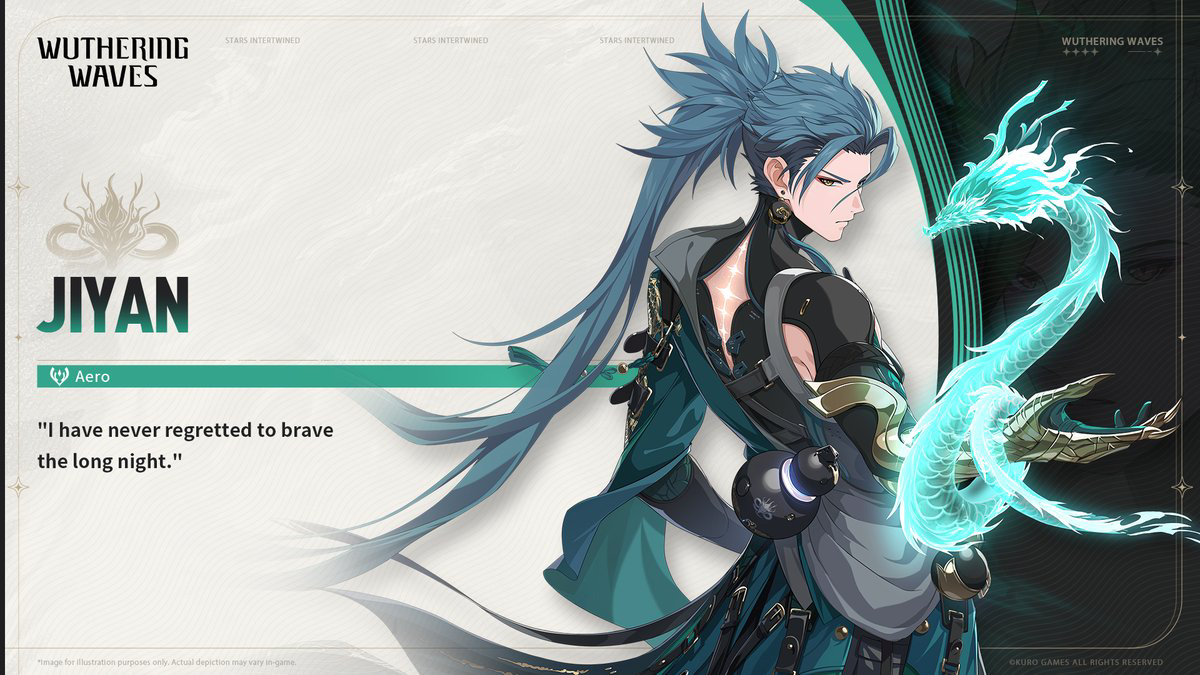 WUTHERING
WAVES
STARS INTERTWINED
STARS INTERTWINED
STARS INTERTWINED
WUTHERING WAVES
JIYAN
Aero
"I have never regretted to brave
the long night."
*Image for illustration purposes only. Actual depiction may vary in-game.
©KURO GAMES ALL RIGHTS RESERVED